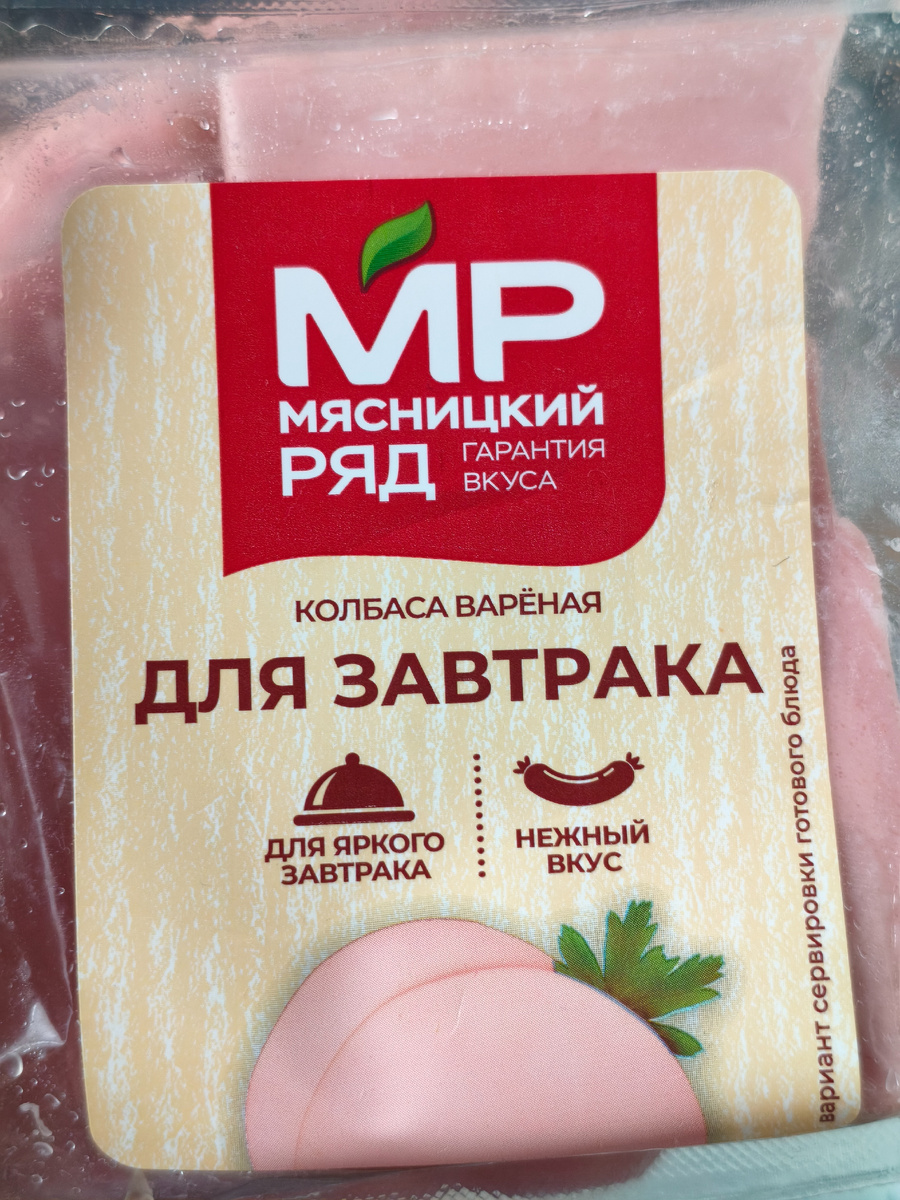 МР
МЯСНИЦКИЙ
РЯД
ГАРАНТИЯ
ВКУСА
КОЛБАСА ВАРЁНАЯ
ДЛЯ ЗАВТРАКА
ДЛЯ ЯРКОГО
ЗАВТРАКА
НЕЖНЫЙ
ВКУС
вариант сервировки готового блюда